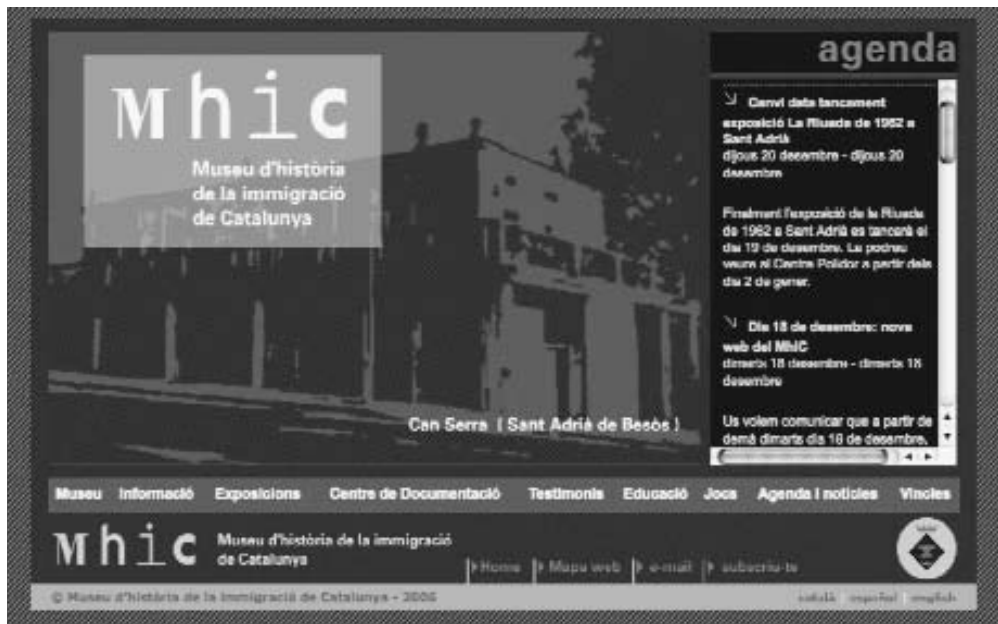 Mhic
Museu d'història
de la immigració
de Catalunya
Can Serra ( Sant Adrià de Besòs )
agenda
Canvi data tancament
exposició La Riuada de 1962 a
Sant Adrià
dijous 20 desembre - dijous 20
desembre
Finalment l'exposició de la Riuada
de 1962 a Sant Adrià es tancarà el
dia 19 de desembre. La podreu
veure al Centre Polidor a partir dels
dia 2 de gener.
Dia 18 de desembre: nova
web del MhiC
dimarts 18 desembre - dimarts 18
desembre
Us volem comunicar que a partir de
demà dimarts dia 18 de desembre,
Museu Informació Exposicions Centre de Documentació Testimonis Educació Jocs Agenda i notícies Vincles
Mhic
Museu d'història de la immigració
de Catalunya
Home Mapa web e-mail subscriu-te
© Museu d'història de la immigració de Catalunya - 2006
català | español | english